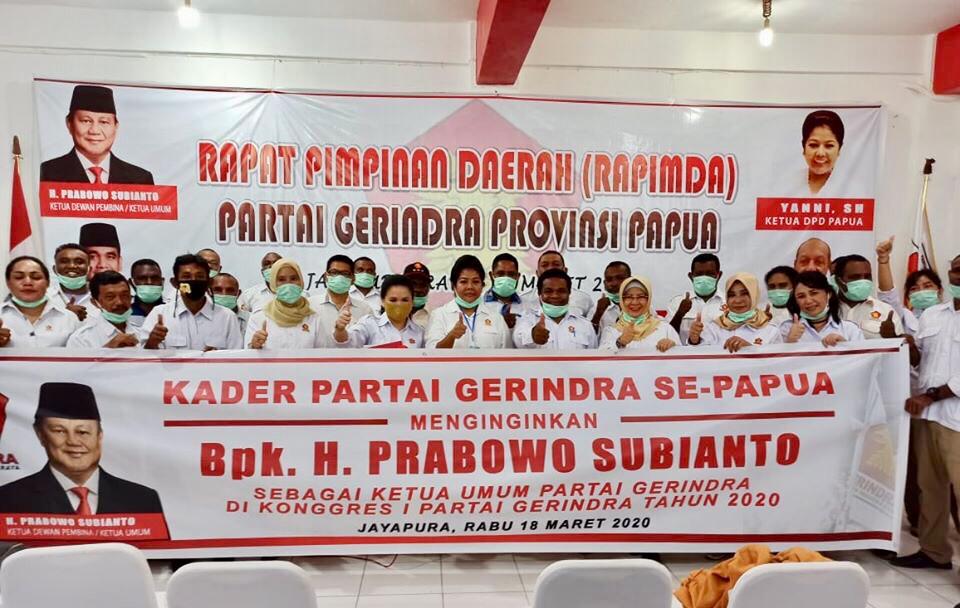 RAPAT PIMPINAN DAERAH (RAPIMDA)
PARTAI GERINDRA PROVINSI PAPUA
H. PRABOWO SUBIANTO
KETUA DEWAN PEMBINA / KETUA UMUM
YANNI, SH
KETUA DPD PAPUA
KADER PARTAI GERINDRA SE-PAPUA
MENGINGINKAN
Bpk. H. PRABOWO SUBIANTO
SEBAGAI KETUA UMUM PARTAI GERINDRA
DI KONGGRES I PARTAI GERINDRA TAHUN 2020
JAYAPURA, RABU 18 MARET 2020
H. PRABOWO SUBIANTO
KETUA DEWAN PEMBINA / KETUA UMUM